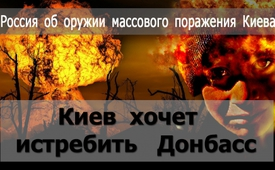 Россия об оружии массового поражения Киева
Киев хочет
истребить Донбасс